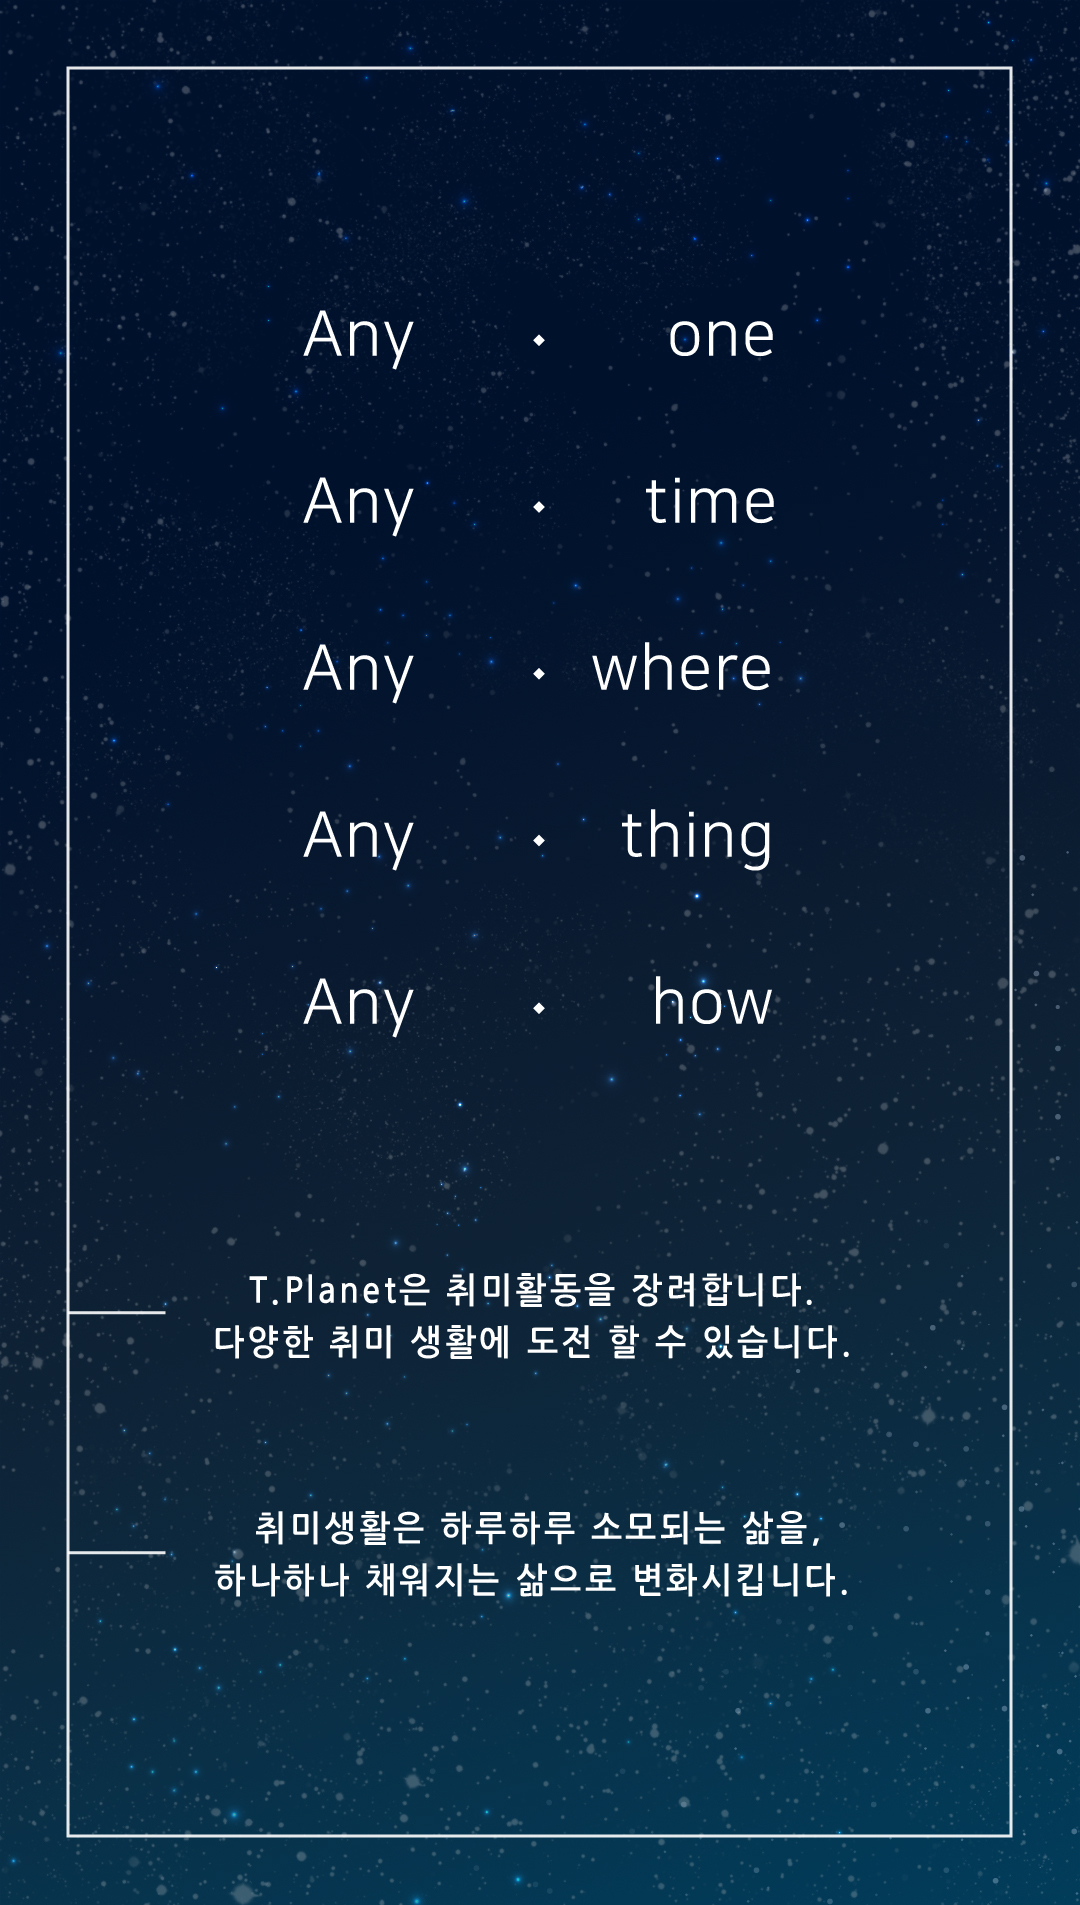 Any ⬩ one
Any ⬩ time
Any ⬩ where
Any ⬩ thing
Any ⬩ how
T.Planet은 취미활동을 장려합니다.
다양한 취미 생활에 도전 할 수 있습니다.
취미생활은 하루하루 소모되는 삶을,
하나하나 채워지는 삶으로 변화시킵니다.